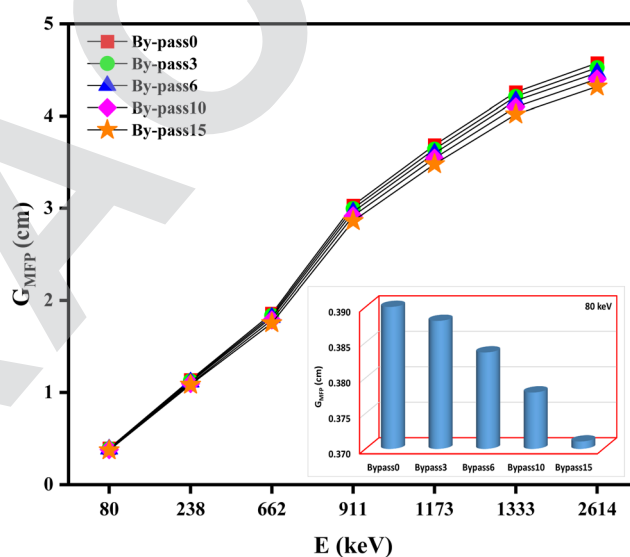 By-pass0
By-pass3
By-pass6
By-pass10
By-pass15
5
4
3
2
1
0
G_MFP (cm)
80 238 662 911 1173 1333 2614
E (keV)
80 keV
0.390
0.385
0.380
0.375
0.370
G_MFP (cm)
Bypass0 Bypass3 Bypass6 Bypass10 Bypass15